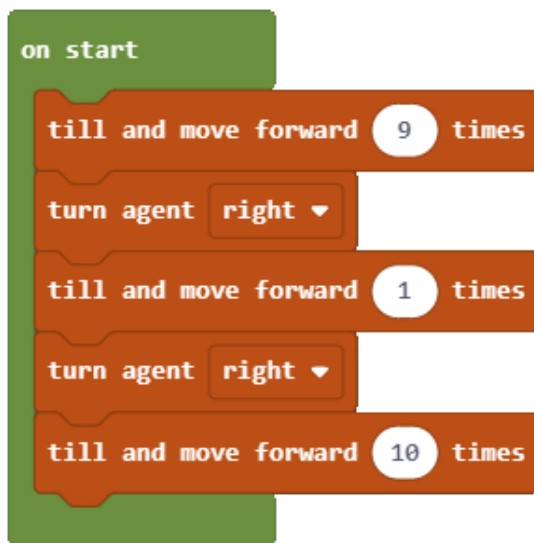 on start
till and move forward 9 times
turn agent right
till and move forward 1 times
turn agent right
till and move forward 10 times